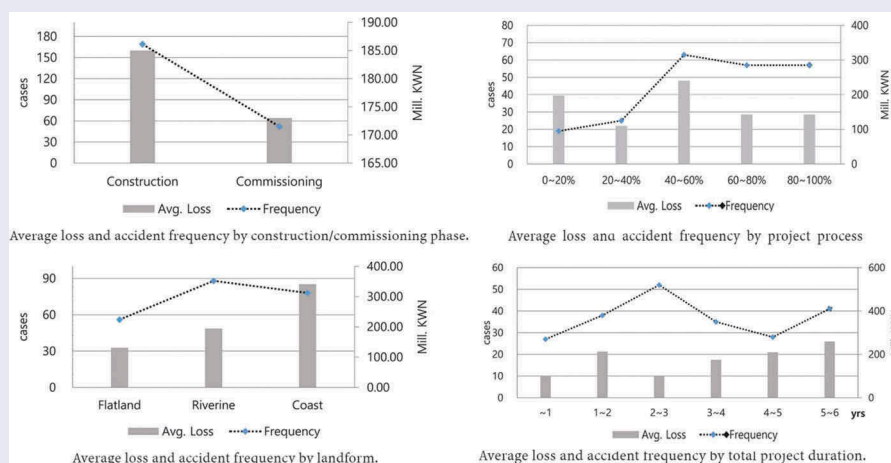 190.00
180
185.00
150
120
180.00
90
175.00
60
170.00
30
0
165.00
cases
Mill. KWN
Construction Commissioning
Avg. Loss Frequency
Average loss and accident frequency by construction/commissioning phase.
80 400
70
60 300
50
40 200
30
20 100
10
0 0
cases
Mill. KWN
0~20% 20~40% 40~60% 60~80% 80~100%
Avg. Loss Frequency
Average loss and accident frequency by project process
90 400.00
300.00
60
200.00
30
100.00
0 0.00
cases
Mill. KWN
Flatland Riverine Coast
Avg. Loss Frequency
Average loss and accident frequency by landform.
60 600
50
40 400
30
20 200
10
0 0
cases
~1 1~2 2~3 3~4 4~5 5~6 yrs
Avg. Loss Frequency
Average loss and accident frequency by total project duration.